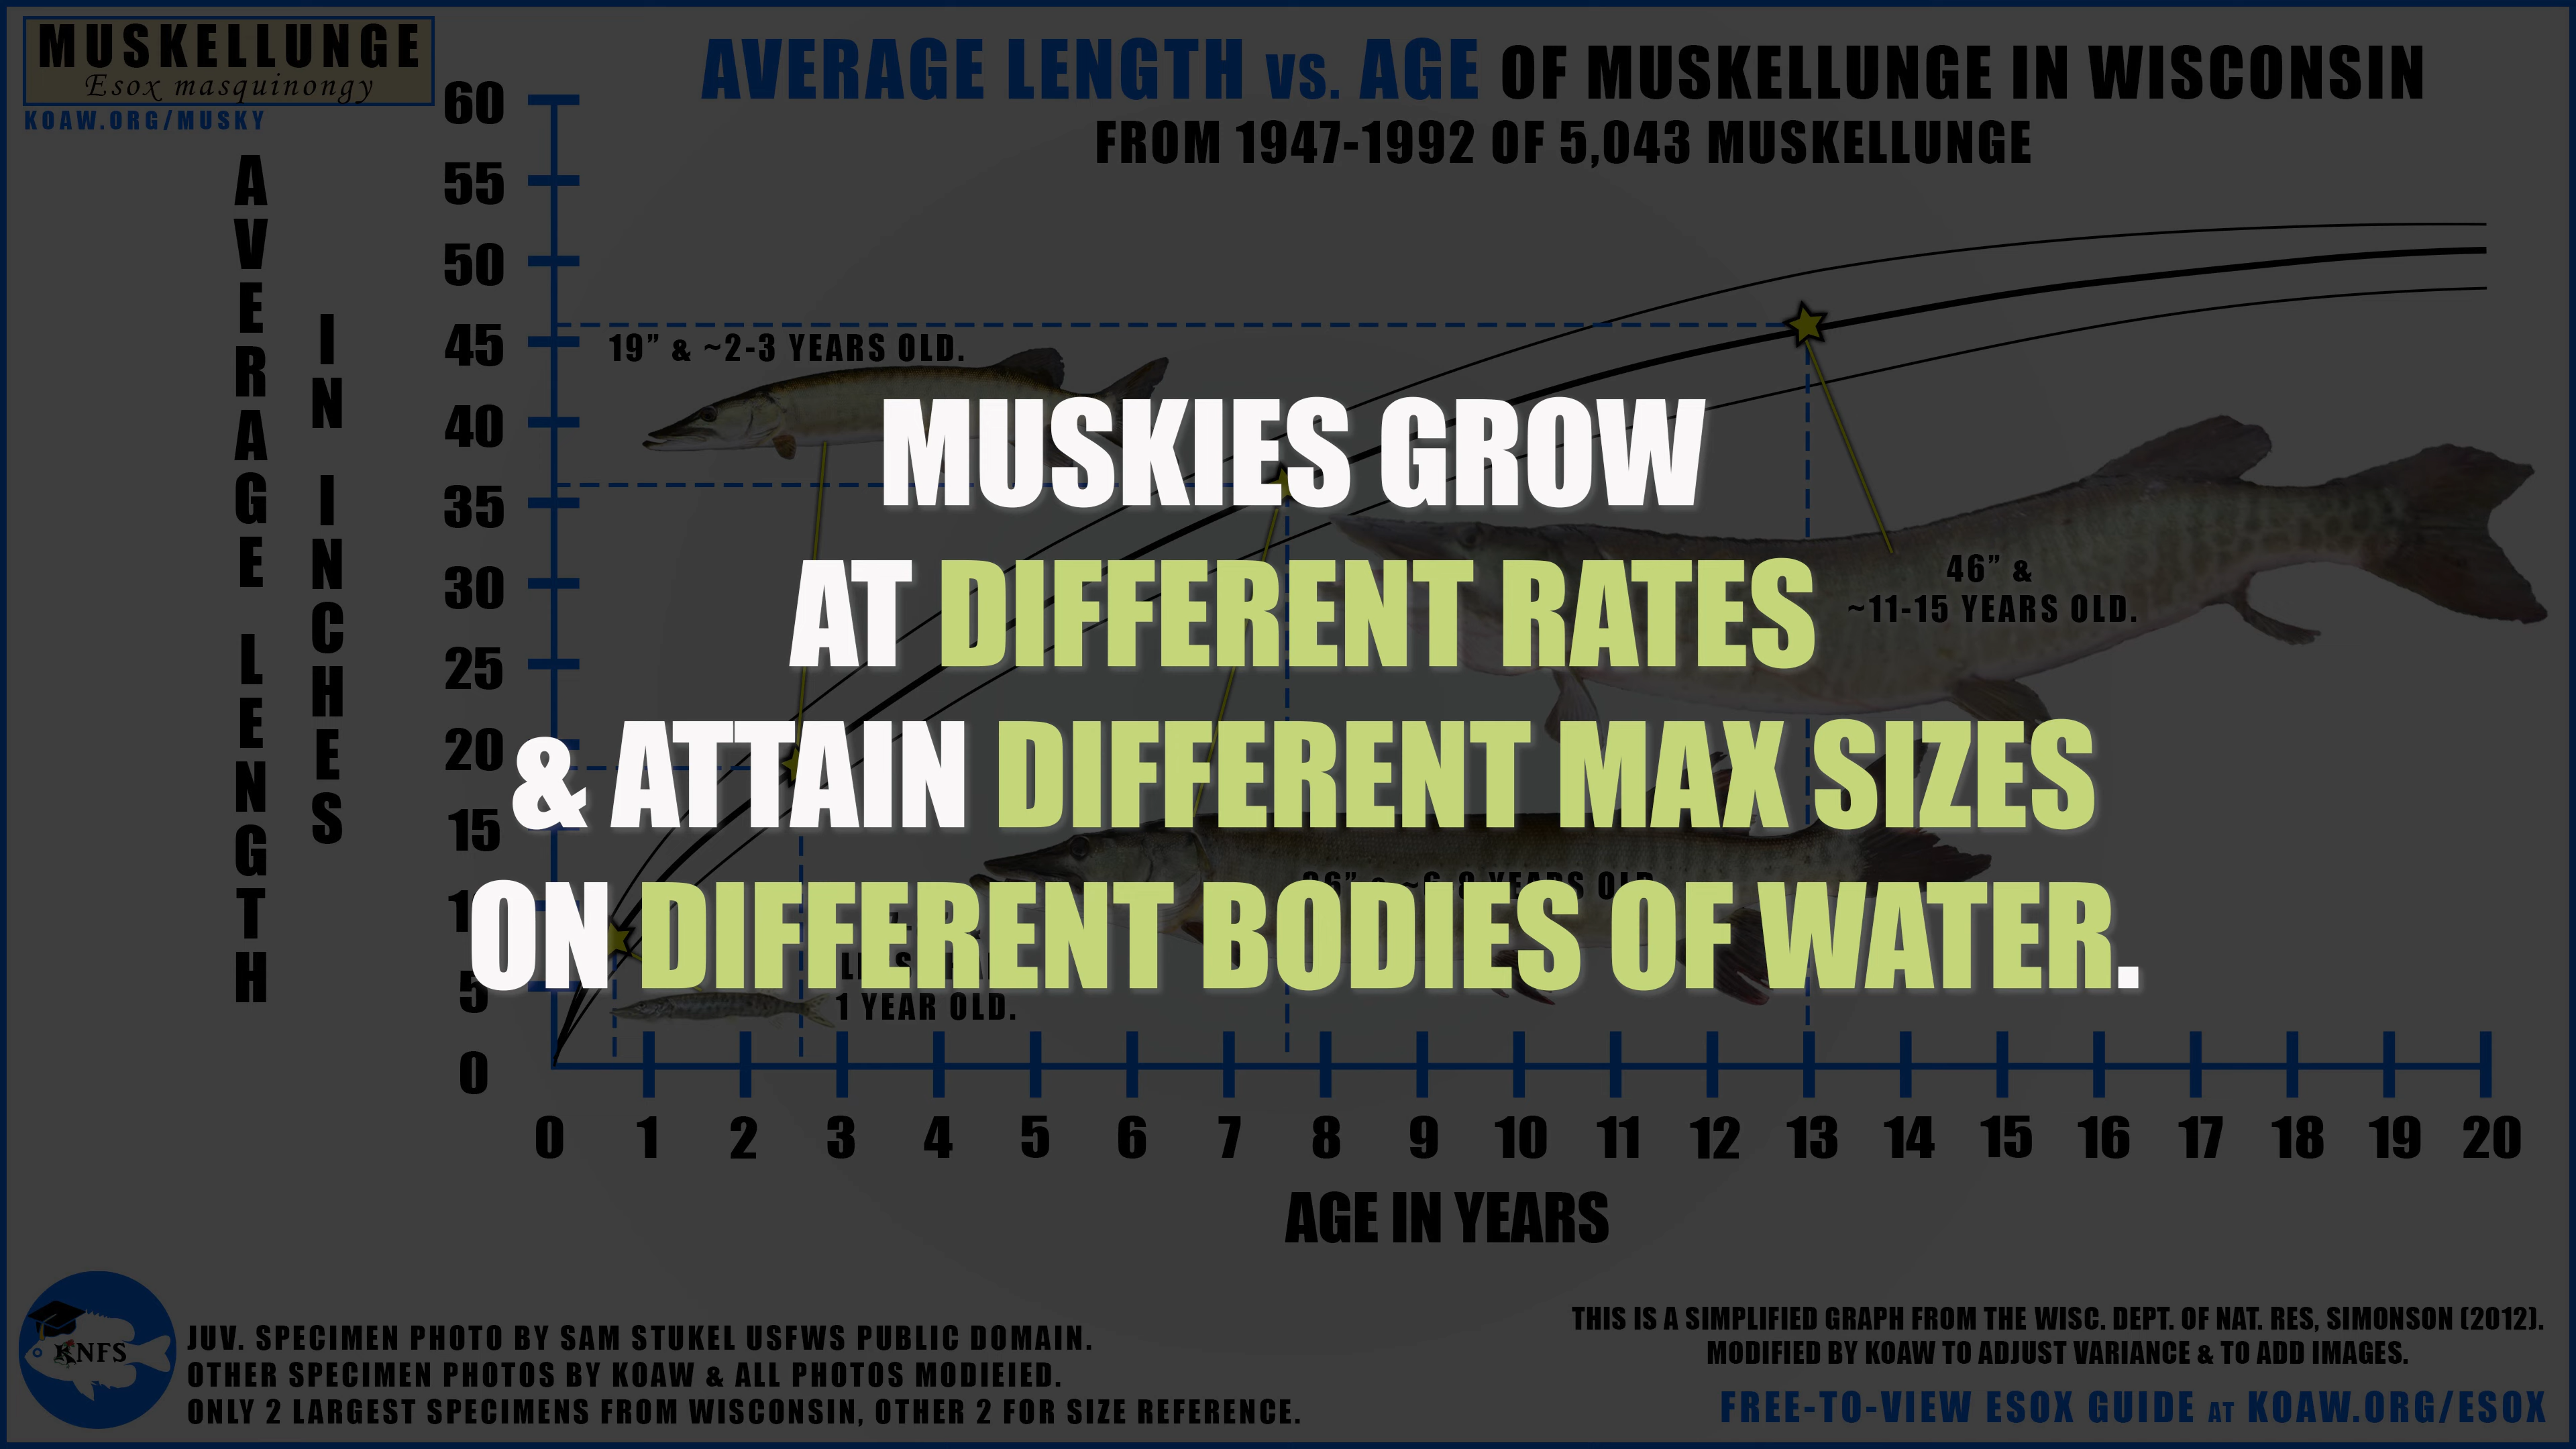 MUSKELLUNGE
Esox masquinongy
KOAW.ORG/MUSKY
AVERAGE LENGTH VS. AGE OF MUSKELLUNGE IN WISCONSIN
FROM 1947-1992 OF 5,043 MUSKELLUNGE
AVERAGE LENGTH
IN INCHES
60
55
50
45
40
35
30
25
20
15
5
0
19” & ~2-3 YEARS OLD.
MUSKIES GROW
AT DIFFERENT RATES
& ATTAIN DIFFERENT MAX SIZES
ON DIFFERENT BODIES OF WATER.
46” &
~11-15 YEARS OLD.
YEARS OLD
1 YEAR OLD.
0 1 2 3 4 5 6 7 8 9 10 11 12 13 14 15 16 17 18 19 20
AGE IN YEARS
KNFS
JUV. SPECIMEN PHOTO BY SAM STUKEL USFWS PUBLIC DOMAIN.
OTHER SPECIMEN PHOTOS BY KOAW & ALL PHOTOS MODIEIED.
ONLY 2 LARGEST SPECIMENS FROM WISCONSIN, OTHER 2 FOR SIZE REFERENCE.
THIS IS A SIMPLIFIED GRAPH FROM THE WISC. DEPT. OF NAT. RES, SIMONSON (2012).
MODIFIED BY KOAW TO ADJUST VARIANCE & TO ADD IMAGES.
FREE-TO-VIEW ESOX GUIDE AT KOAW.ORG/ESOX